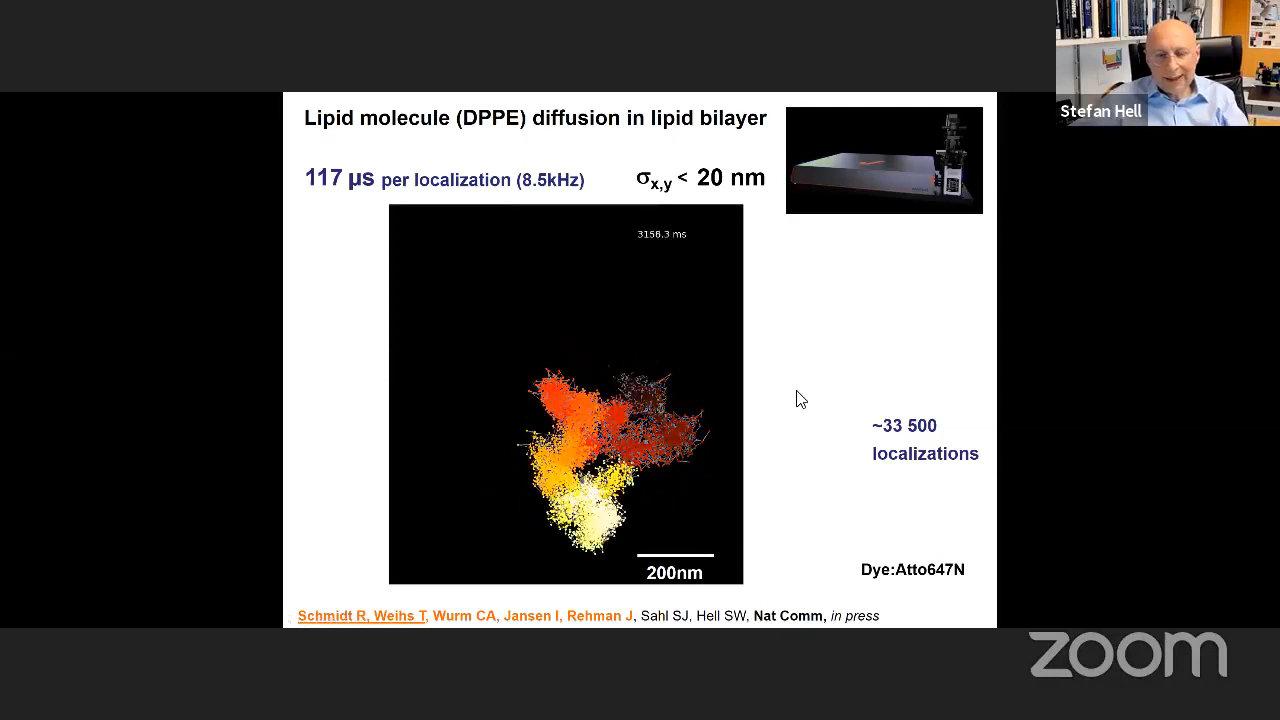 Stefan Hell
Lipid molecule (DPPE) diffusion in lipid bilayer
117 µs per localization (8.5kHz)
σx,y < 20 nm
3158.3 ms
~33 500
localizations
200nm
Dye:Atto647N
Schmidt R, Weihs T, Wurm CA, Jansen I, Rehman J, Sahl SJ, Hell SW, Nat Comm, in press
zoom